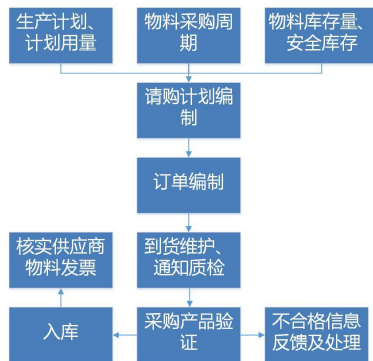 生产计划、
计划用量
物料采购周
期
物料库存量、
安全库存
请购计划编
制
订单编制
核实供应商
物料发票
到货维护、
通知质检
入库
采购产品验
证
不合格信息
反馈及处理